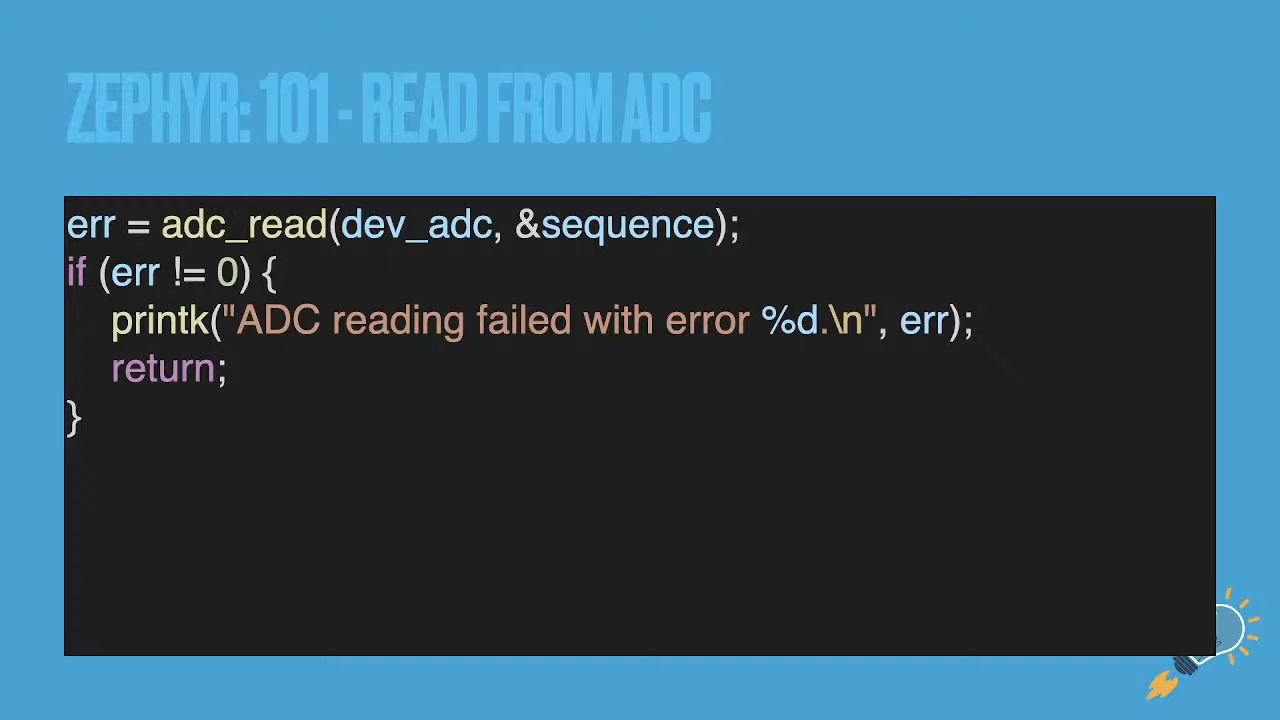 ZEPHYR: 101 - READ FROM ADC
err = adc_read(dev_adc, &sequence);
if (err != 0) {
    printk("ADC reading failed with error %d.\n", err);
    return;
}